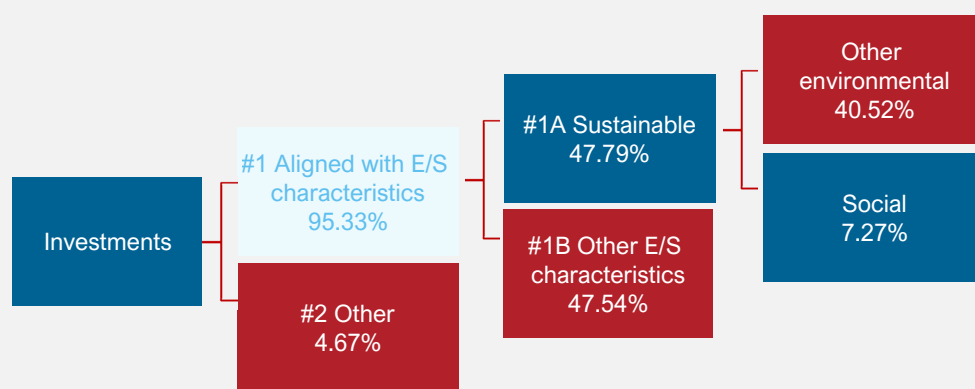 Investments
#1 Aligned with E/S
characteristics
95.33%
#2 Other
4.67%
#1A Sustainable
47.79%
#1B Other E/S
characteristics
47.54%
Other
environmental
40.52%
Social
7.27%